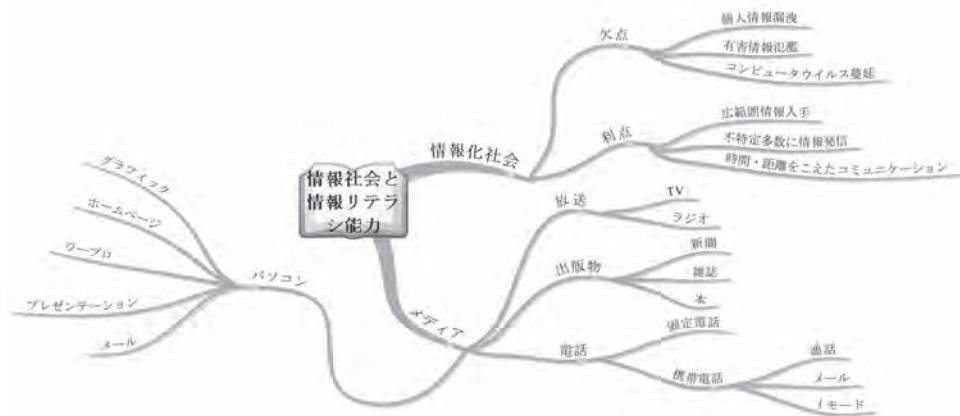 情報社会と
情報リテラ
シ能力
情報化社会
欠点
個人情報漏洩
有害情報氾濫
コンピュータウイルス蔓延
利点
広範囲情報入手
不特定多数に情報発信
時間・距離をこえたコミュニケーション
メディア
放送
TV
ラジオ
出版物
新聞
雑誌
本
電話
固定電話
携帯電話
通話
メール
iモード
パソコン
グラフィック
ホームページ
ワープロ
プレゼンテーション
メール